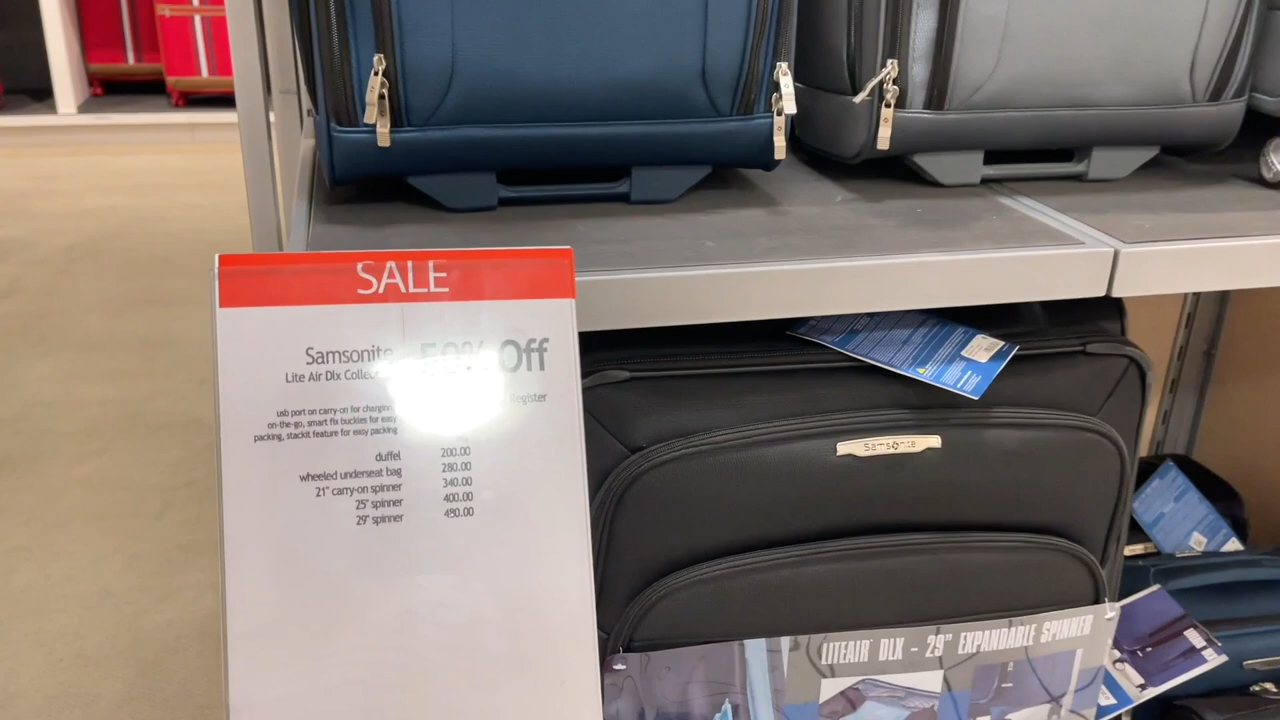 SALE
Samsonite 50% Off
Lite Air Dlx
Register
usb port on carry-on for
on-the-go, smart fix buckles for easy
packing, stackit feature for easy packing
duffel 200.00
wheeled underseat bag 280.00
21" carry-on spinner 340.00
25" spinner 400.00
29" spinner 480.00
Samsonite
LITEAIR DLX - 29" EXPANDABLE SPINNER